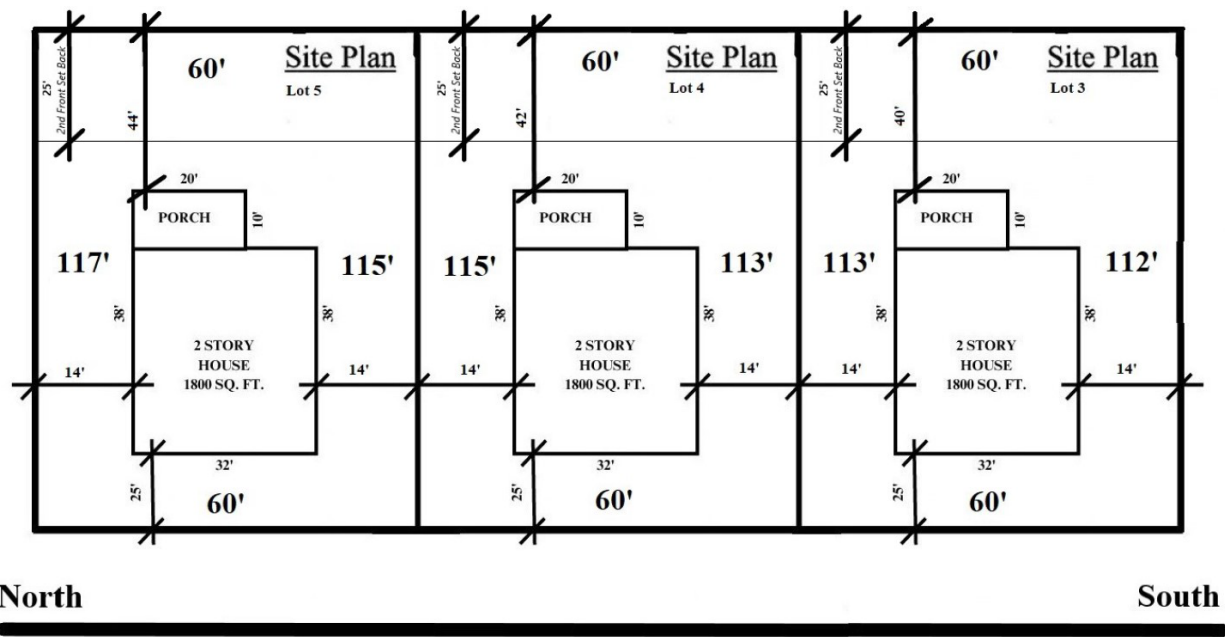 60'
Site Plan
Lot 5
25'
2nd Front Set Back
44'
20'
PORCH
10'
117'
115'
38'
38'
2 STORY
HOUSE
1800 SQ. FT.
14'
14'
32'
25'
60'
60'
Site Plan
Lot 4
25'
2nd Front Set Back
42'
20'
PORCH
10'
115'
113'
38'
38'
2 STORY
HOUSE
1800 SQ. FT.
14'
14'
32'
25'
60'
60'
Site Plan
Lot 3
25'
2nd Front Set Back
40'
20'
PORCH
10'
113'
112'
38'
38'
2 STORY
HOUSE
1800 SQ. FT.
14'
14'
32'
25'
60'
North
South